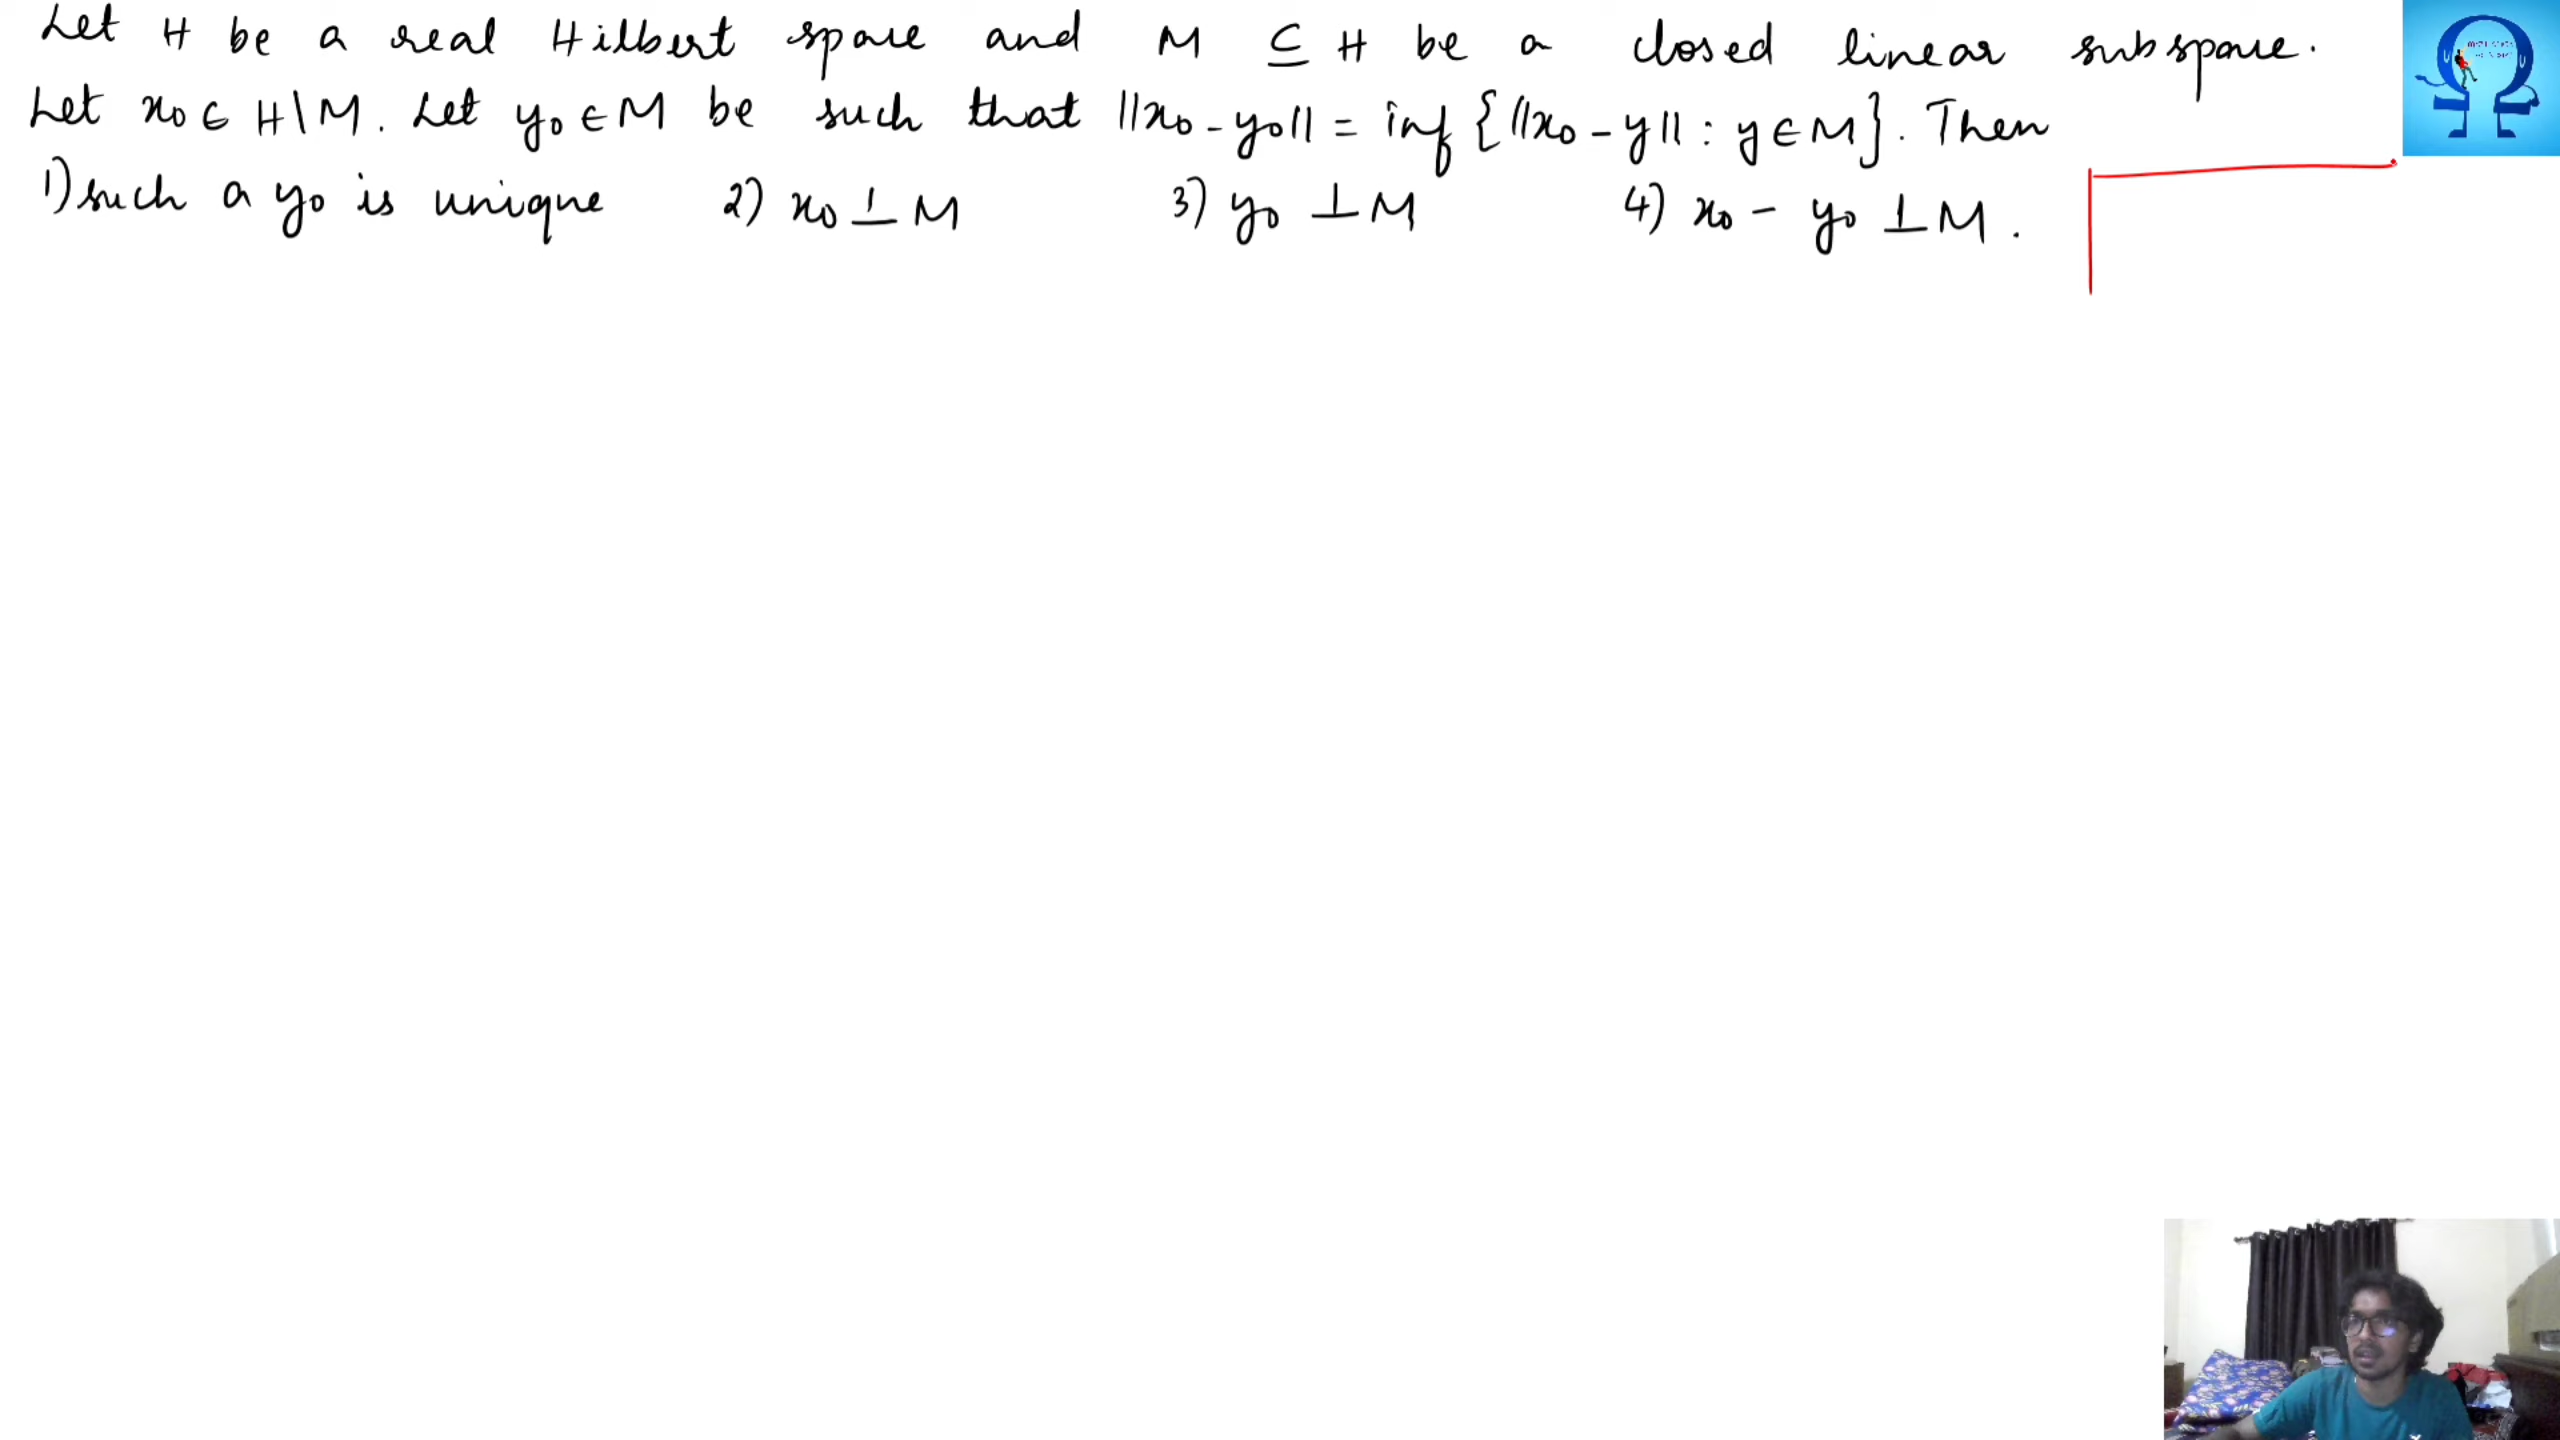 Let H be a real Hilbert space and M ⊆ H be a closed linear subspace.
Let x₀ ∈ H\M. Let y₀ ∈ M be such that ||x₀ - y₀|| = inf {||x₀ - y|| : y ∈ M}. Then
1) such a y₀ is unique 2) x₀ ⊥ M 3) y₀ ⊥ M 4) x₀ - y₀ ⊥ M.